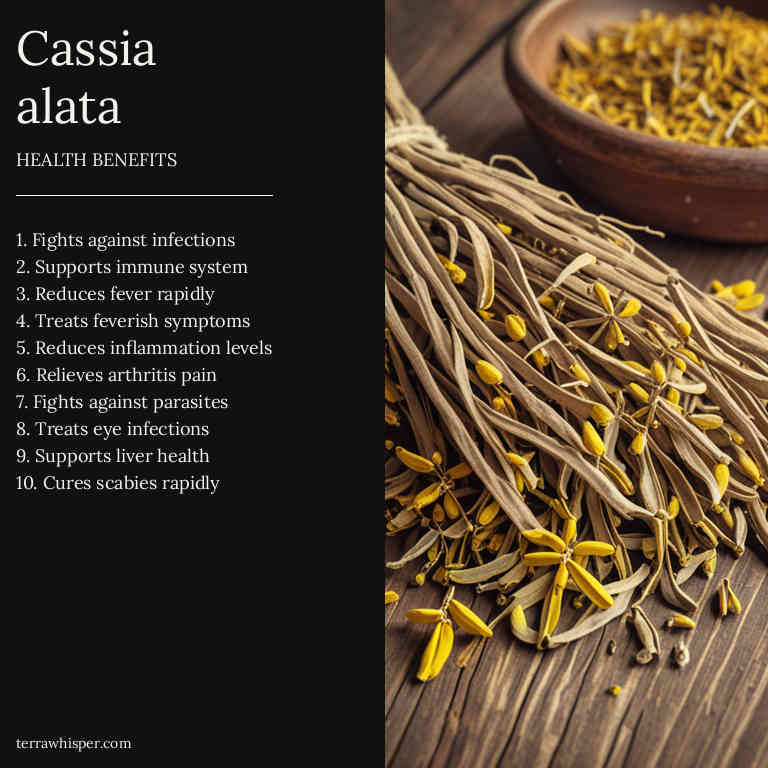 Cassia
alata
HEALTH BENEFITS
1. Fights against infections
2. Supports immune system
3. Reduces fever rapidly
4. Treats feverish symptoms
5. Reduces inflammation levels
6. Relieves arthritis pain
7. Fights against parasites
8. Treats eye infections
9. Supports liver health
10. Cures scabies rapidly
terrawhisper.com